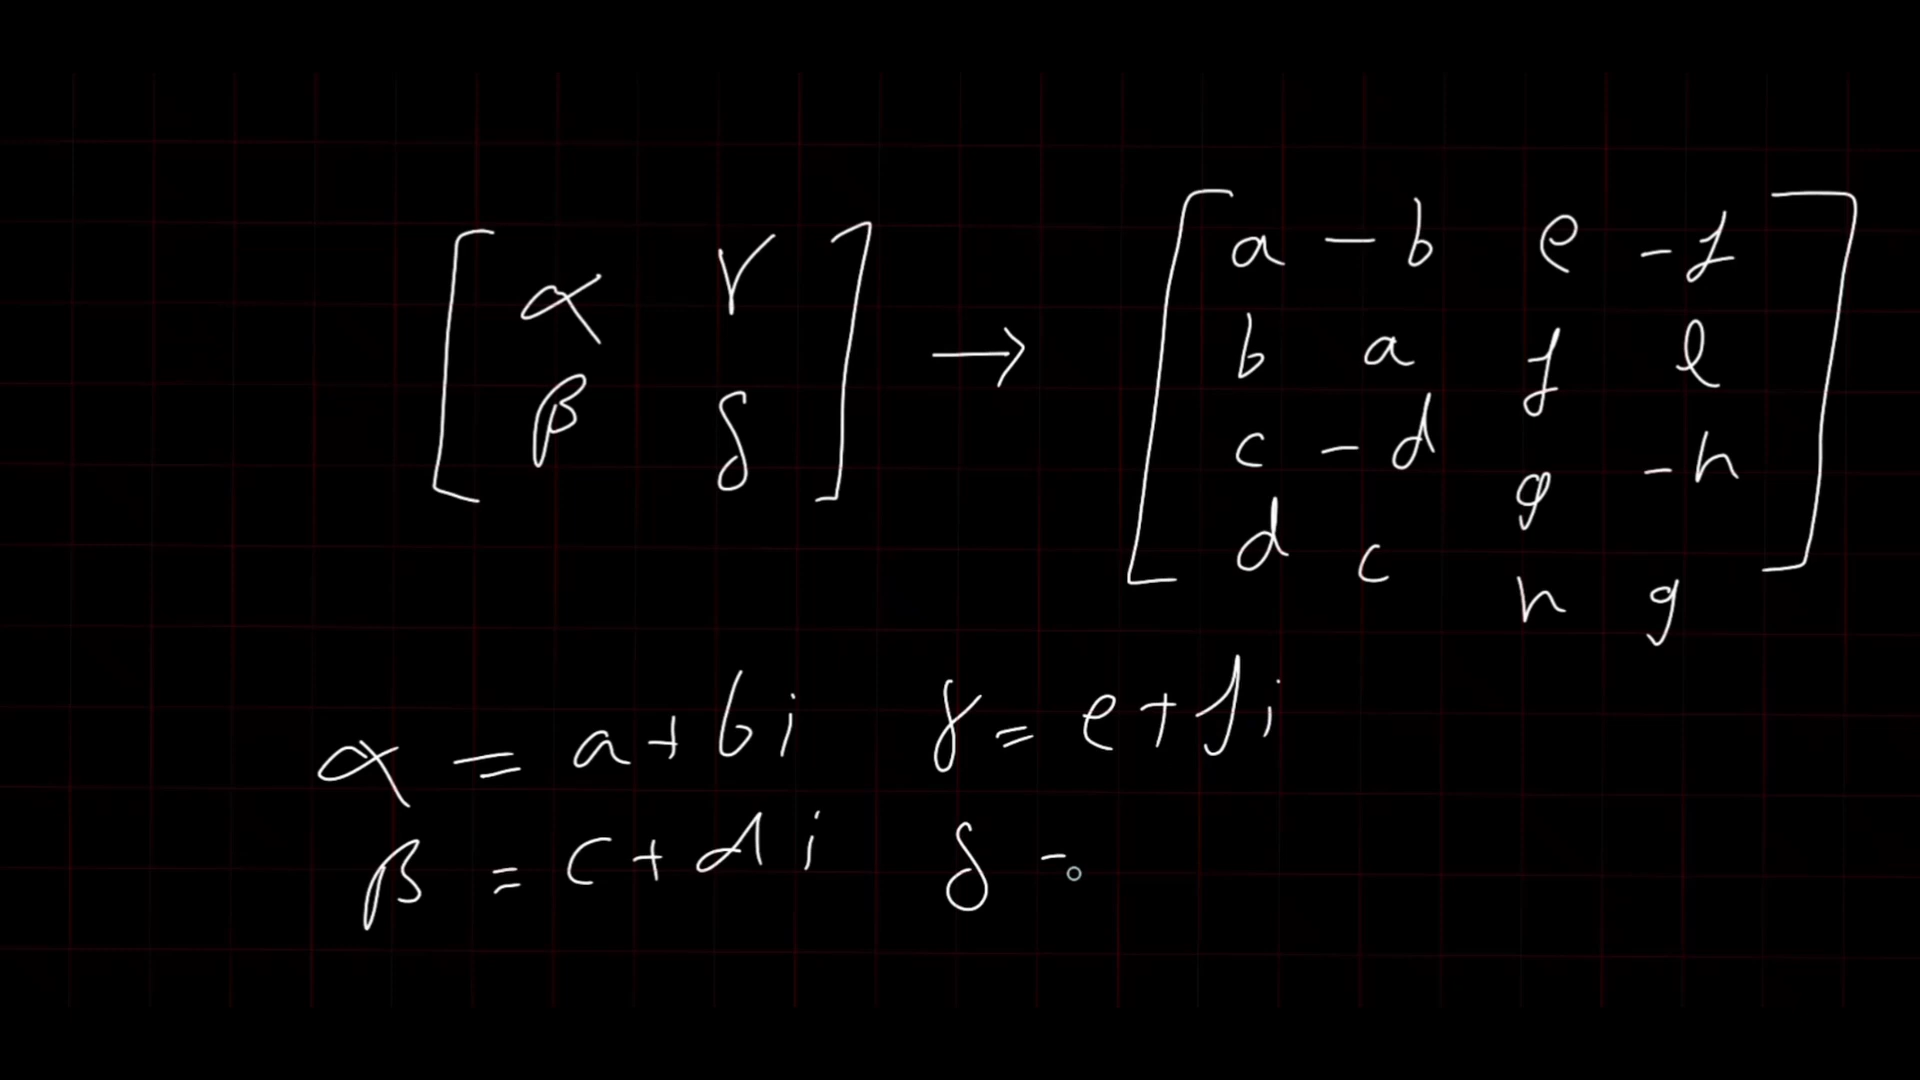 [ α γ ] → [ a - b e - f
β δ b a f e
c - d g - h
d c h g ]
α = a + bi γ = e + fi
β = c + di δ =